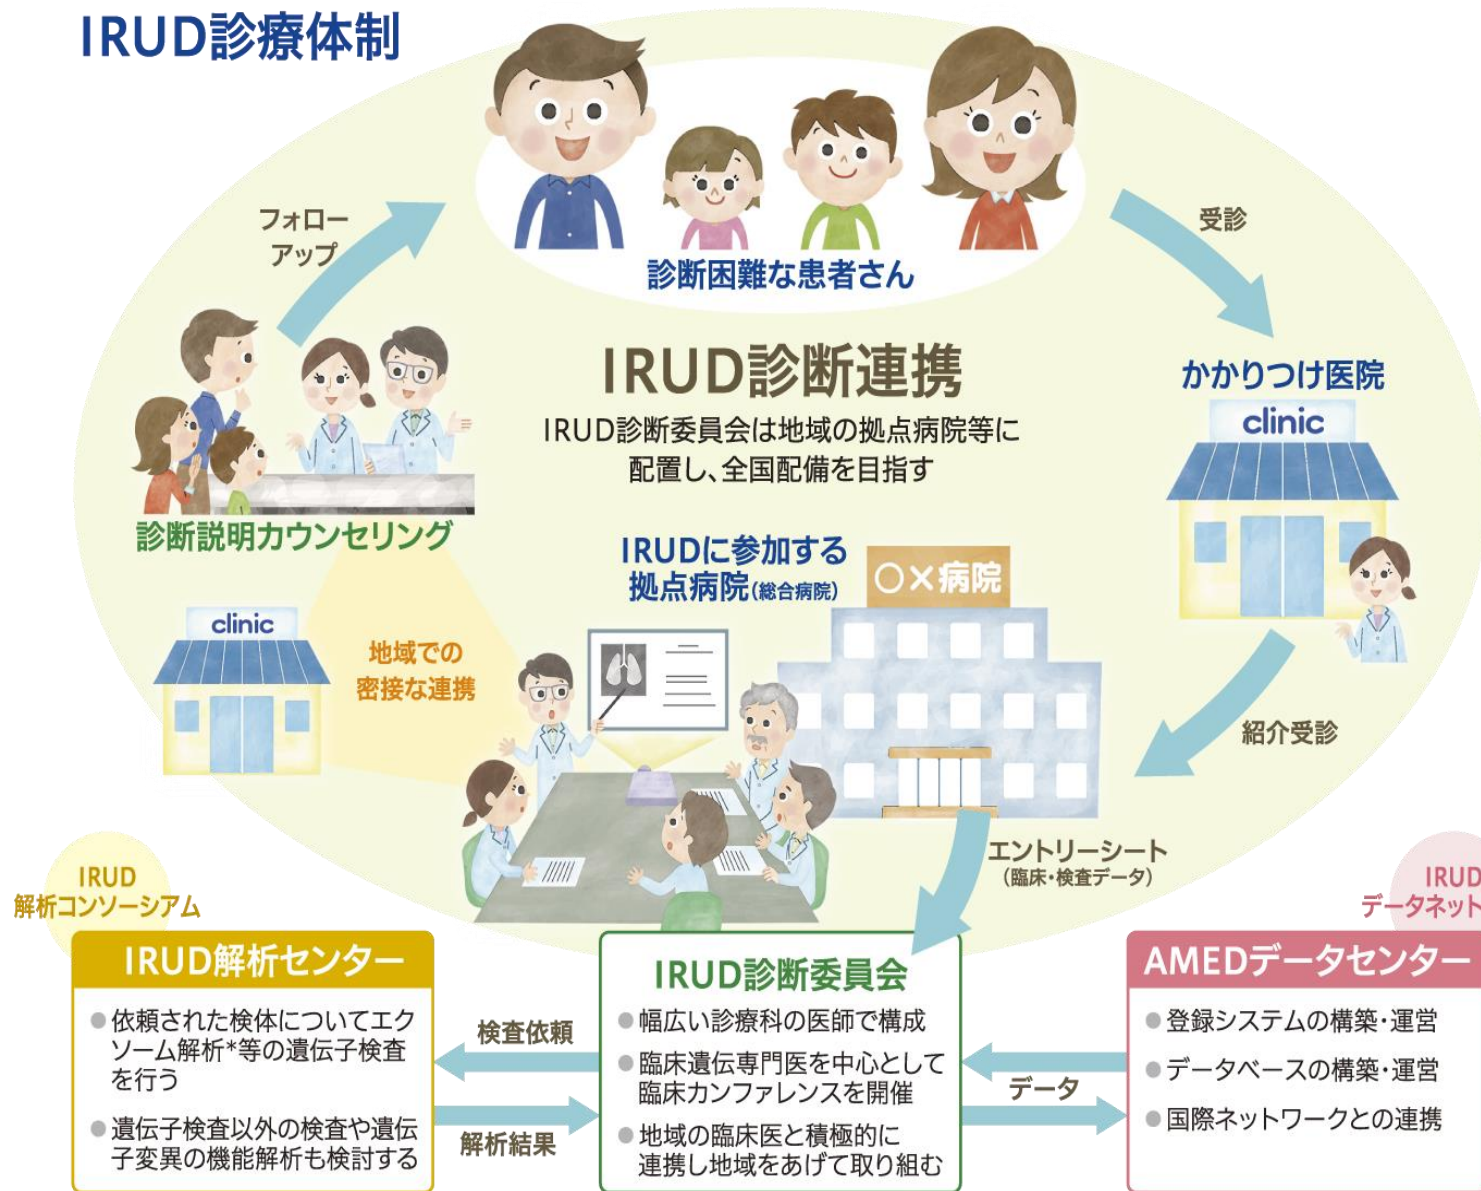 IRUD診療体制
診断困難な患者さん
フォロー
アップ
受診
IRUD診断連携
IRUD診断委員会は地域の拠点病院等に
配置し、全国配備を目指す
かかりつけ医院
clinic
診断説明カウンセリング
IRUDに参加する
拠点病院(総合病院)
〇×病院
clinic
地域での
密接な連携
紹介受診
エントリーシート
(臨床・検査データ)
IRUD
解析コンソーシアム
IRUD解析センター
●依頼された検体についてエク
ソーム解析*等の遺伝子検査
を行う
●遺伝子検査以外の検査や遺伝
子変異の機能解析も検討する
検査依頼
解析結果
IRUD診断委員会
●幅広い診療科の医師で構成
●臨床遺伝専門医を中心として
臨床カンファレンスを開催
●地域の臨床医と積極的に
連携し地域をあげて取り組む
データ
IRUD
データネット
AMEDデータセンター
●登録システムの構築・運営
●データベースの構築・運営
●国際ネットワークとの連携